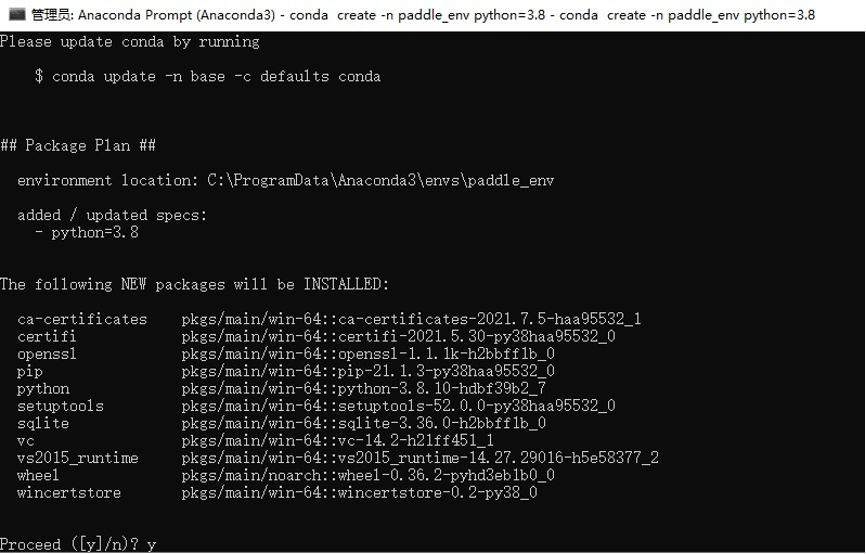 管理员: Anaconda Prompt (Anaconda3) - conda  create -n paddle_env python=3.8 - conda  create -n paddle_env python=3.8
Please update conda by running
$ conda update -n base -c defaults conda
## Package Plan ##
environment location: C:\ProgramData\Anaconda3\envs\paddle_env
added / updated specs:
- python=3.8
The following NEW packages will be INSTALLED:
ca-certificates    pkgs/main/win-64::ca-certificates-2021.7.5-haa95532_1
certifi            pkgs/main/win-64::certifi-2021.5.30-py38haa95532_0
openssl            pkgs/main/win-64::openssl-1.1.1k-h2bbff1b_0
pip                pkgs/main/win-64::pip-21.1.3-py38haa95532_0
python             pkgs/main/win-64::python-3.8.10-hdbf39b2_7
setuptools         pkgs/main/win-64::setuptools-52.0.0-py38haa95532_0
sqlite             pkgs/main/win-64::sqlite-3.36.0-h2bbff1b_0
vc                 pkgs/main/win-64::vc-14.2-h21ff451_1
vs2015_runtime     pkgs/main/win-64::vs2015_runtime-14.27.29016-h5e58377_2
wheel              pkgs/main/noarch::wheel-0.36.2-pyhd3eb1b0_0
wincertstore       pkgs/main/win-64::wincertstore-0.2-py38_0
Proceed ([y]/n)? y